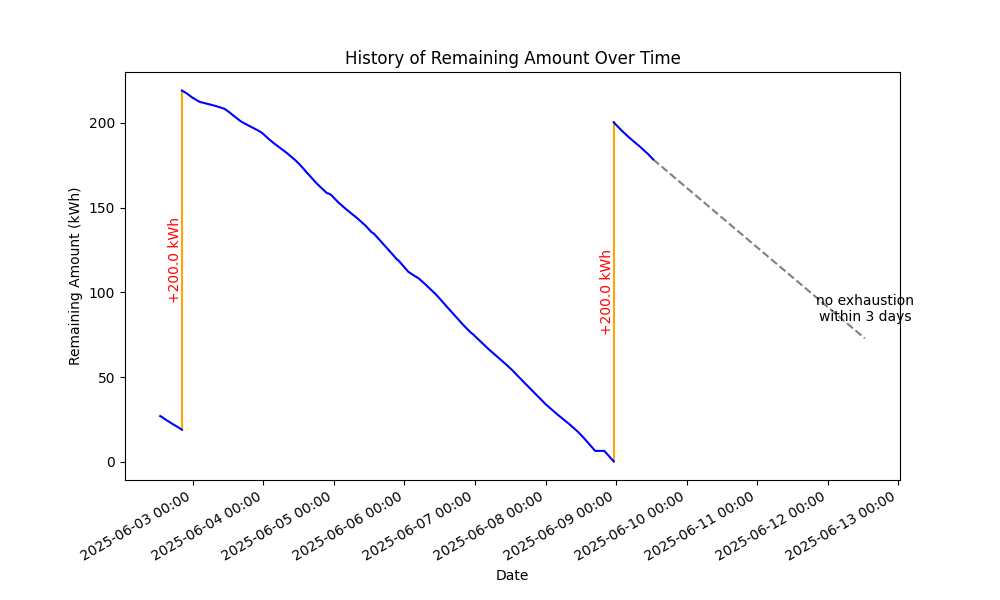 History of Remaining Amount Over Time
Remaining Amount (kWh)
200
150
100
50
0
+200.0 kWh
+200.0 kWh
no exhaustion
within 3 days
2025-06-03 00:00
2025-06-04 00:00
2025-06-05 00:00
2025-06-06 00:00
2025-06-07 00:00
2025-06-08 00:00
2025-06-09 00:00
2025-06-10 00:00
2025-06-11 00:00
2025-06-12 00:00
2025-06-13 00:00
Date